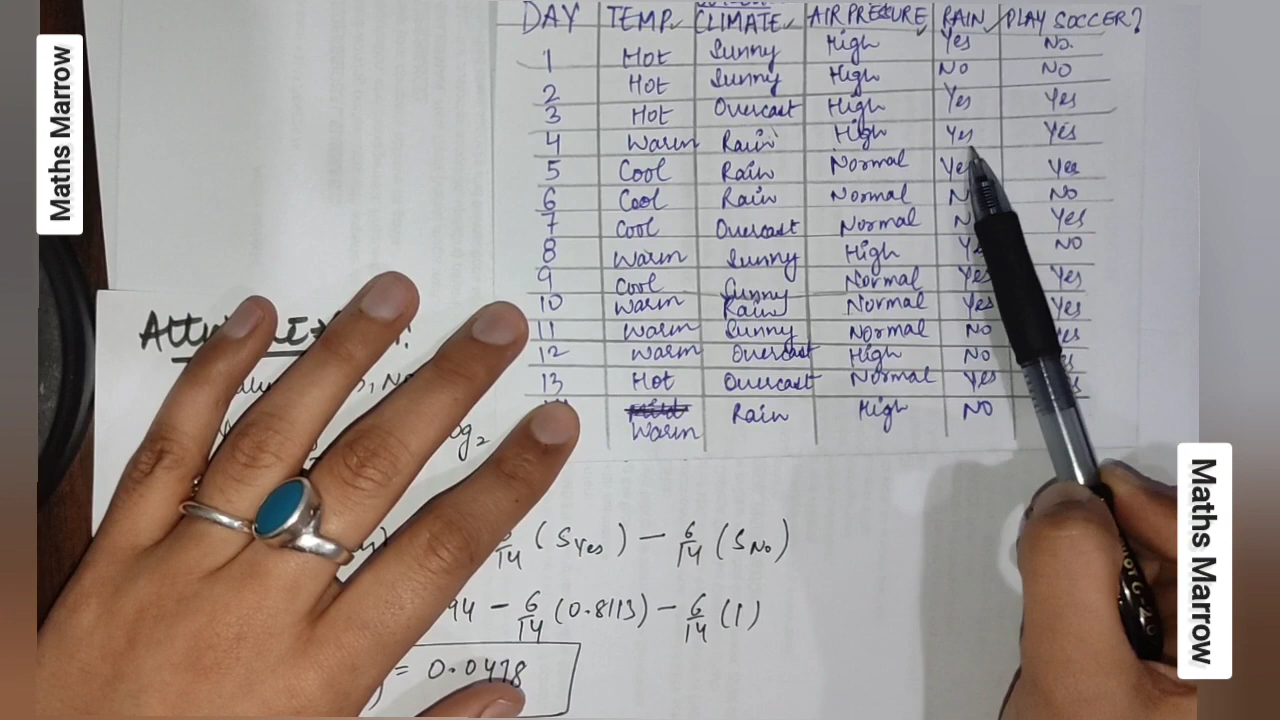 Maths Marrow
DAY TEMP. CLIMATE AIR PRESSURE RAIN PLAY SOCCER?
1 Hot Sunny High Yes No.
2 Hot Sunny High No NO
3 Hot Overcast High Yes Yes
4 Warm Rain High Yes Yes
5 Cool Rain Normal Yes Yes
6 Cool Rain Normal No
7 Cool Overcast Normal Yes
8 Warm Sunny High NO
9 Cool Sunny Normal Yes Yes
10 Warm Rain Normal Yes Yes
11 Warm Sunny Normal No
12 Warm Overcast High No
13 Hot Overcast Normal Yes
Warm Rain High NO
/14 (SYes) - 6/14 (SNo)
94 - 6/14 (0.8113) - 6/14 (1)
= 0.0478
Maths Marrow